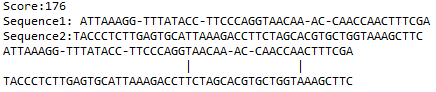 Score:176
Sequence1: ATTAAAGG-TTTATACC-TTCCCAGGTAACAA-AC-CAACCAACTTTCGA
Sequence2:TACCCTCTTGAGTGCATTAAAGACCTTCTAGCACGTGCTGGTAAAGCTTC
ATTAAAGG-TTTATACC-TTCCCAGGTAACAA-AC-CAACCAACTTTCGA
| |
TACCCTCTTGAGTGCATTAAAGACCTTCTAGCACGTGCTGGTAAAGCTTC